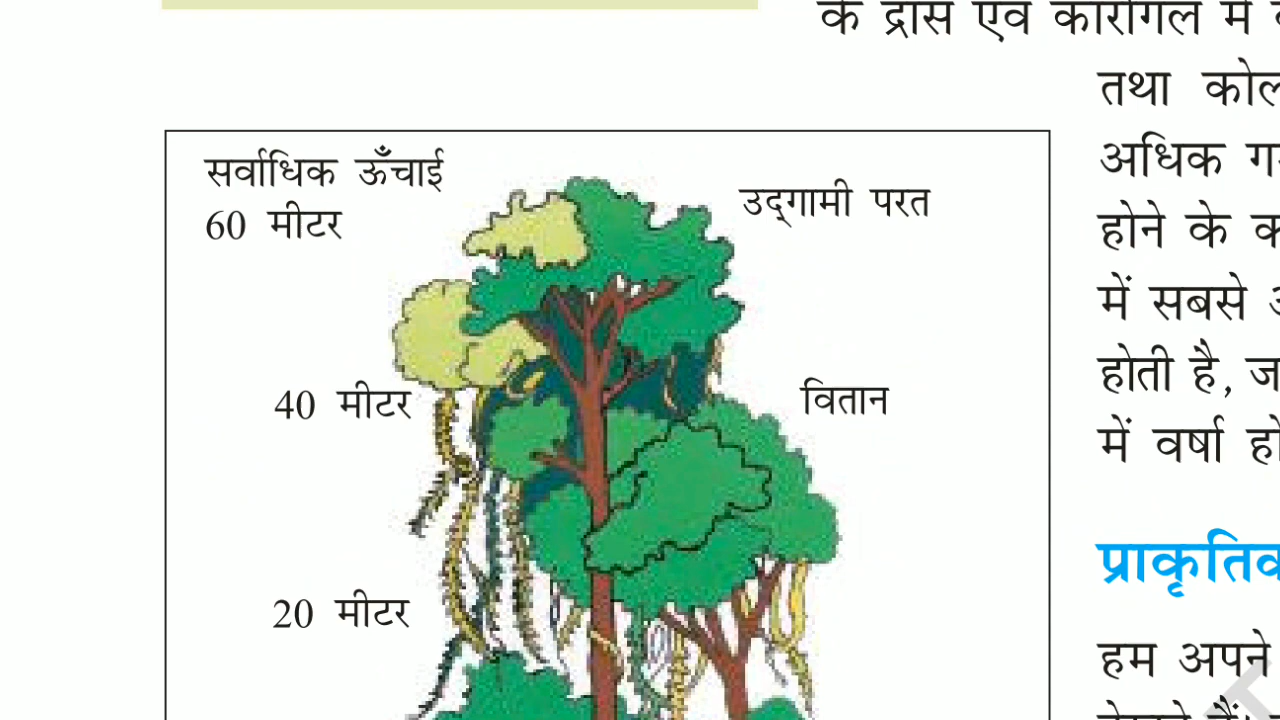 के द्रास एवं कारगिल में
तथा कोल
अधिक
होने के
में सबसे
होती है,
में वर्षा
प्राकृतिक
हम अपने
सर्वाधिक ऊँचाई
60 मीटर
उद्गामी परत
40 मीटर
वितान
20 मीटर